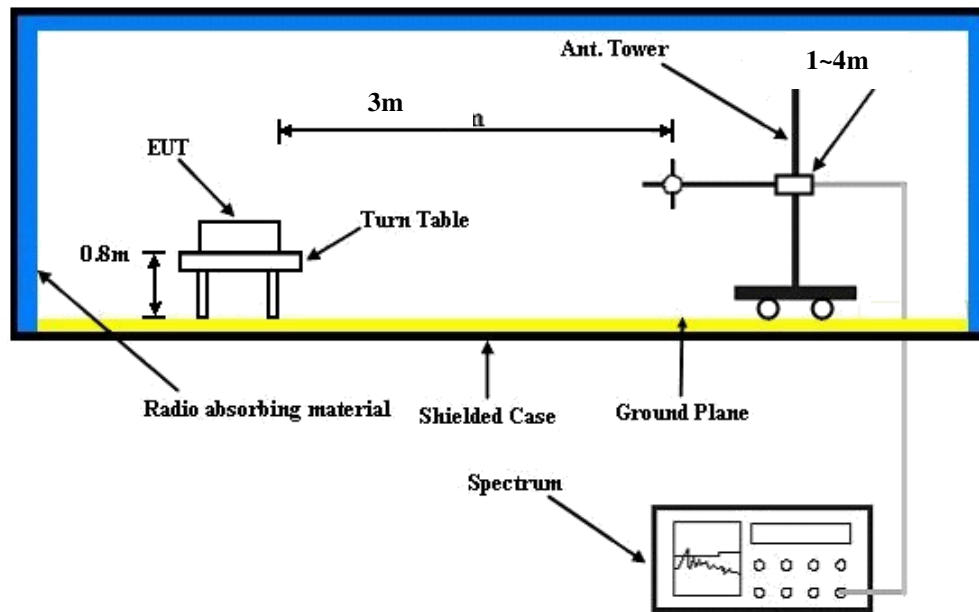 Ant. Tower
1~4m
3m
n
EUT
Turn Table
0.8m
Radio absorbing material
Shielded Case
Ground Plane
Spectrum